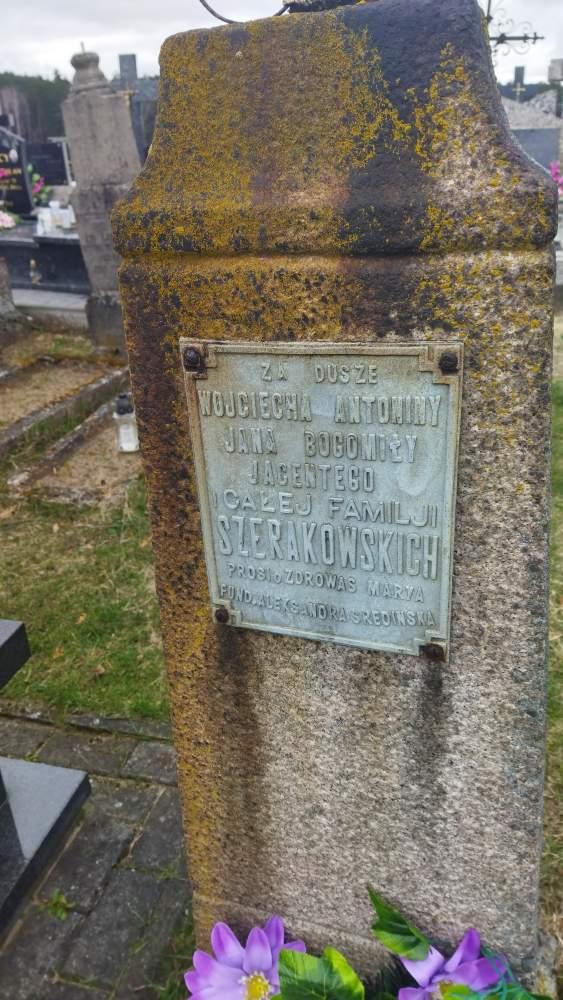 ZA DUSZE
WOJCIECHA ANTONINY
JANA BOGOMIŁY
JACENTEGO
I CAŁEJ FAMILJI
SZERAKOWSKICH
PROSI O ZDROWAŚ MARYA
FUND. ALEKSANDRA SREDIŃSKA